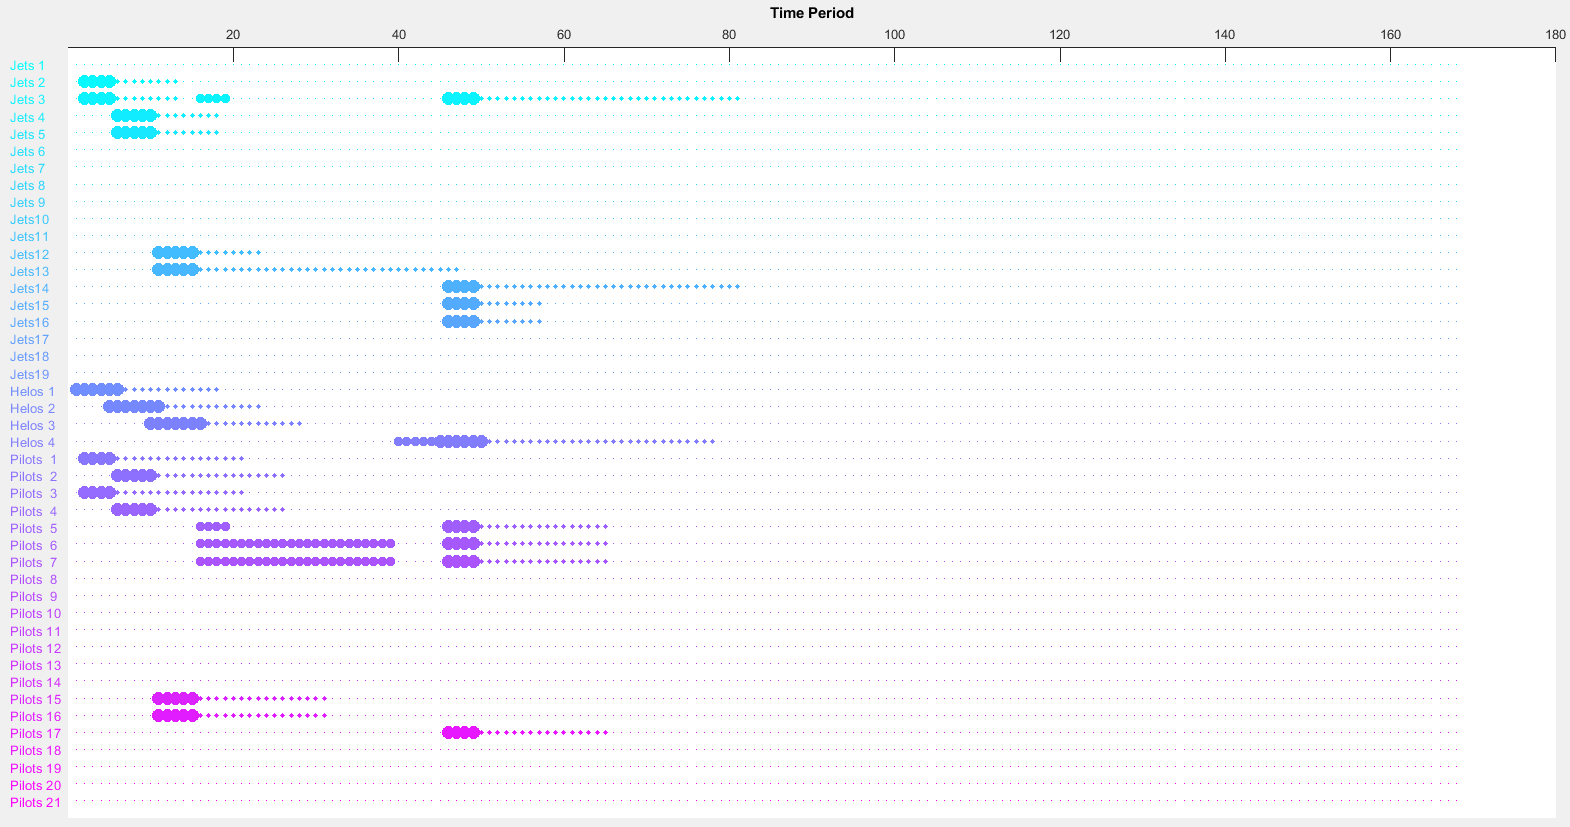 Time Period
20 40 60 80 100 120 140 160 180
Jets 1
Jets 2
Jets 3
Jets 4
Jets 5
Jets 6
Jets 7
Jets 8
Jets 9
Jets10
Jets11
Jets12
Jets13
Jets14
Jets15
Jets16
Jets17
Jets18
Jets19
Helos 1
Helos 2
Helos 3
Helos 4
Pilots 1
Pilots 2
Pilots 3
Pilots 4
Pilots 5
Pilots 6
Pilots 7
Pilots 8
Pilots 9
Pilots 10
Pilots 11
Pilots 12
Pilots 13
Pilots 14
Pilots 15
Pilots 16
Pilots 17
Pilots 18
Pilots 19
Pilots 20
Pilots 21